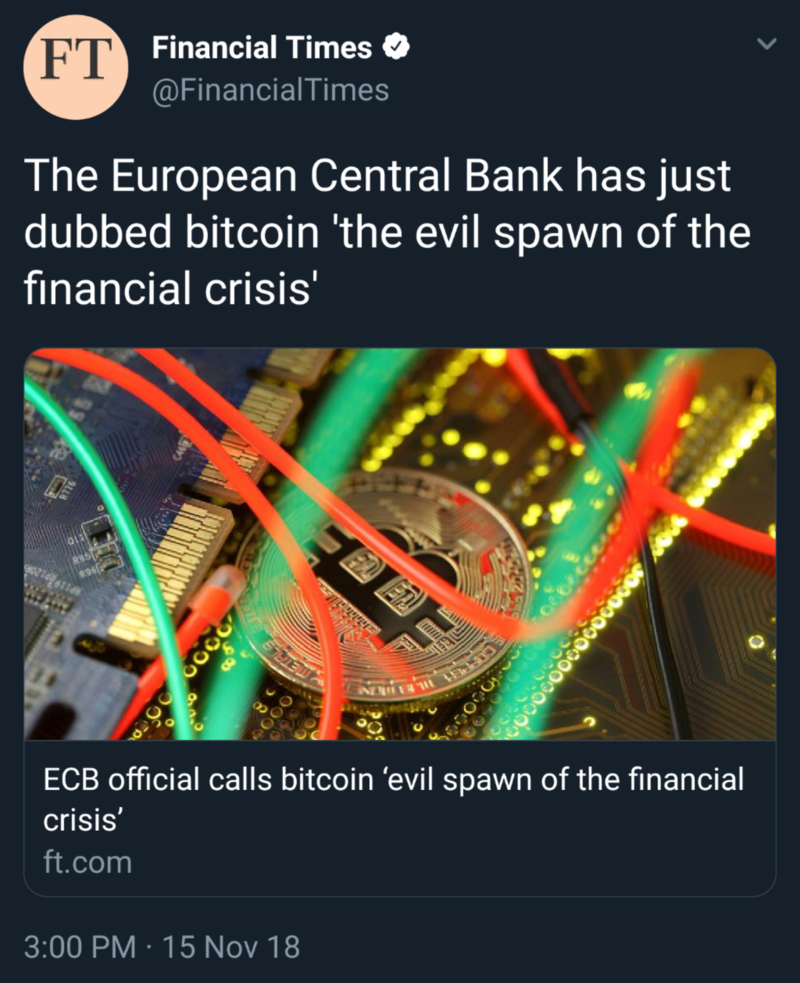 FT
Financial Times
@FinancialTimes
The European Central Bank has just
dubbed bitcoin 'the evil spawn of the
financial crisis'
ECB official calls bitcoin ‘evil spawn of the financial
crisis’
ft.com
3:00 PM · 15 Nov 18